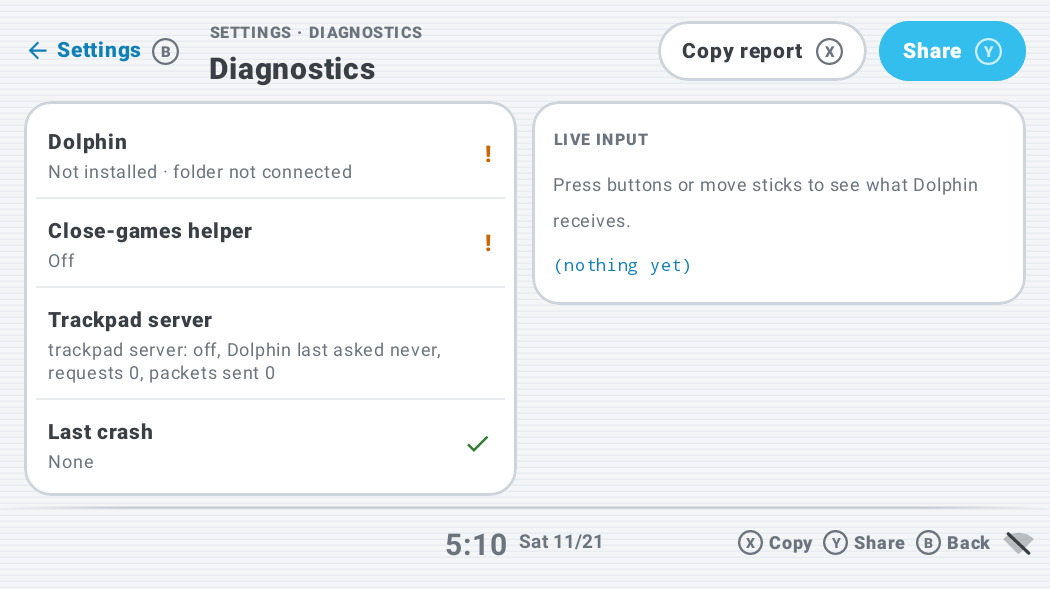 Settings B
SETTINGS · DIAGNOSTICS
Diagnostics
Copy report X
Share Y
Dolphin
Not installed · folder not connected
!
Close-games helper
Off
!
Trackpad server
trackpad server: off, Dolphin last asked never,
requests 0, packets sent 0
Last crash
None
LIVE INPUT
Press buttons or move sticks to see what Dolphin
receives.
(nothing yet)
5:10 Sat 11/21
X Copy Y Share B Back